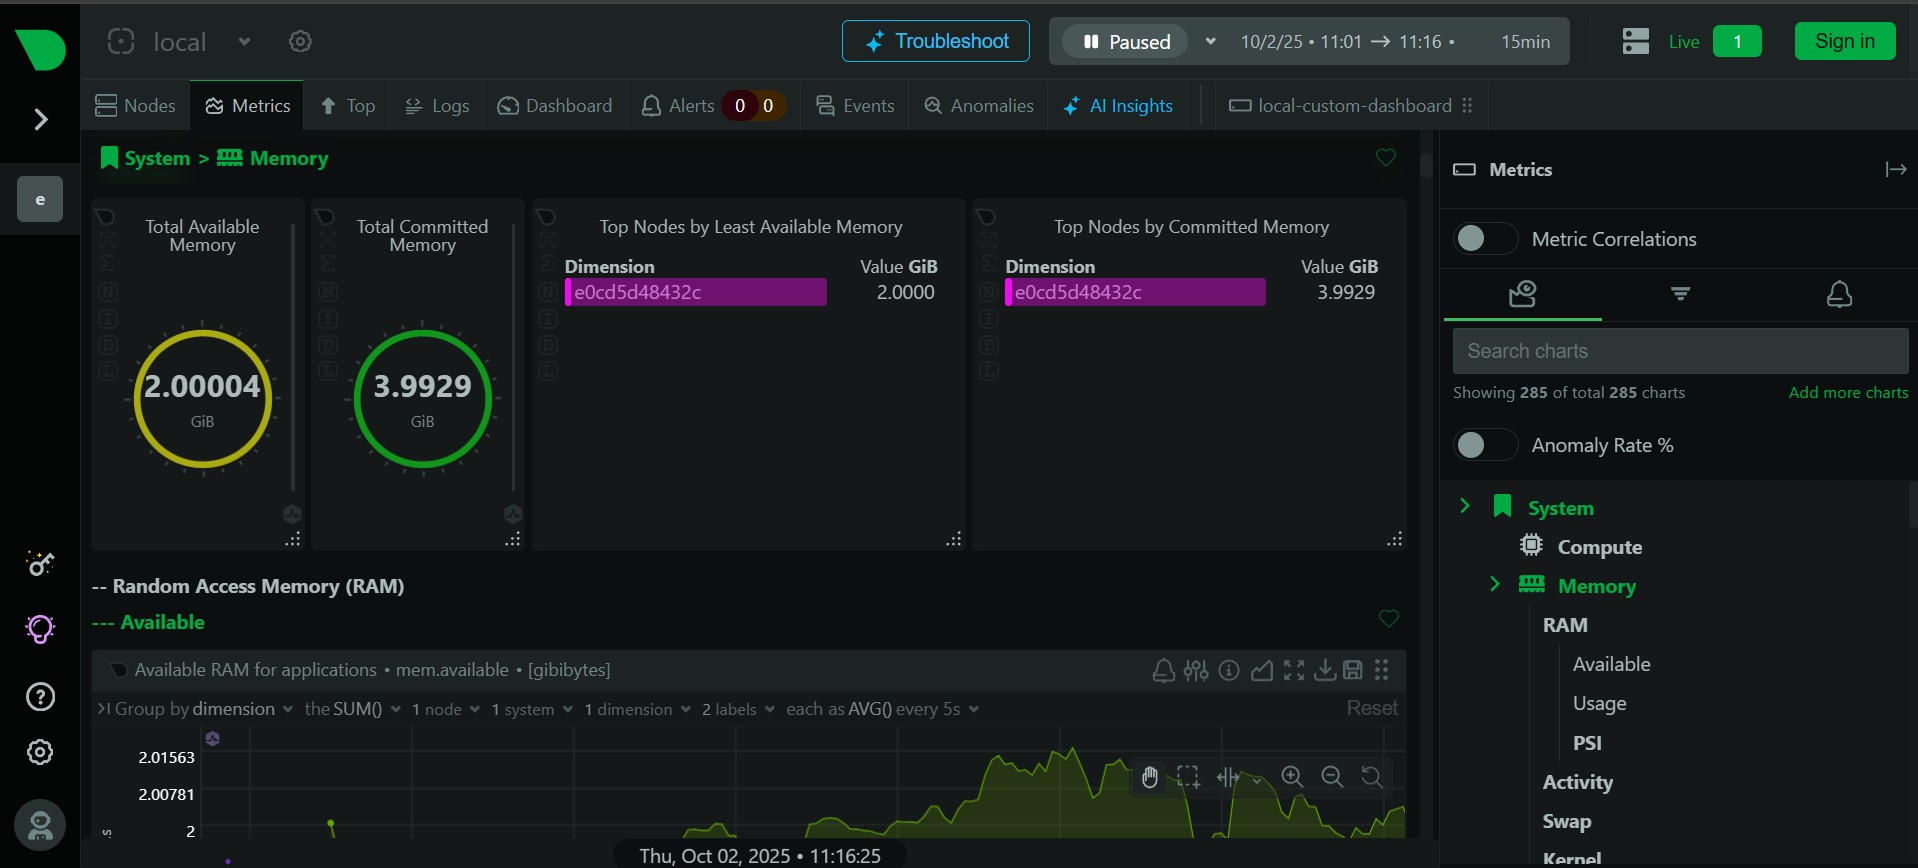 local
Troubleshoot
Paused
10/2/25 • 11:01 → 11:16 •
15min
Live
1
Sign in
Nodes
Metrics
Top
Logs
Dashboard
Alerts
0
0
Events
Anomalies
AI Insights
local-custom-dashboard
e
System > Memory
Total Available
Memory
2.00004
GiB
Total Committed
Memory
3.9929
GiB
Top Nodes by Least Available Memory
Dimension
Value GiB
e0cd5d48432c
2.0000
Top Nodes by Committed Memory
Dimension
Value GiB
e0cd5d48432c
3.9929
N
I
D
L
N
I
D
L
N
I
D
L
N
I
D
L
-- Random Access Memory (RAM)
--- Available
Available RAM for applications • mem.available • [gibibytes]
Group by dimension
the SUM()
1 node
1 system
1 dimension
2 labels
each as AVG() every 5s
Reset
2.01563
2.00781
2
Thu, Oct 02, 2025 • 11:16:25
Metrics
Metric Correlations
Search charts
Showing 285 of total 285 charts
Add more charts
Anomaly Rate %
System
Compute
Memory
RAM
Available
Usage
PSI
Activity
Swap
Kernel